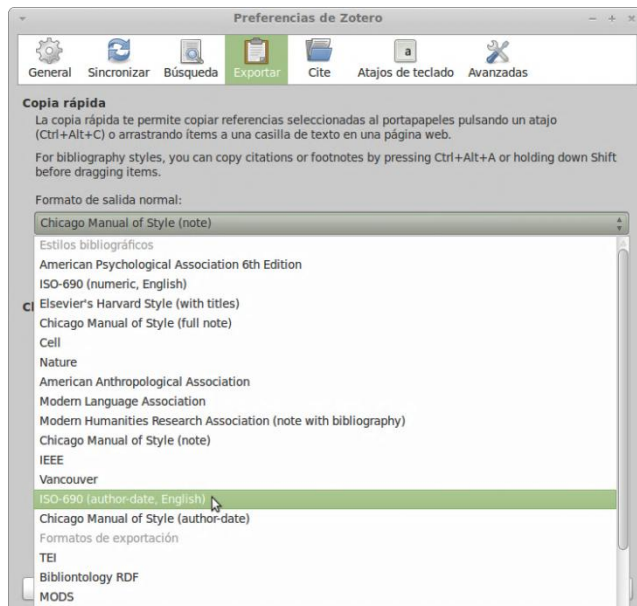 Preferencias de Zotero
General Sincronizar Búsqueda Exportar Cite Atajos de teclado Avanzadas
Copia rápida
La copia rápida te permite copiar referencias seleccionadas al portapapeles pulsando un atajo
(Ctrl+Alt+C) o arrastrando ítems a una casilla de texto en una página web.
For bibliography styles, you can copy citations or footnotes by pressing Ctrl+Alt+A or holding down Shift
before dragging items.
Formato de salida normal:
Chicago Manual of Style (note)
Estilos bibliográficos
American Psychological Association 6th Edition
ISO-690 (numeric, English)
Elsevier's Harvard Style (with titles)
Chicago Manual of Style (full note)
Cell
Nature
American Anthropological Association
Modern Language Association
Modern Humanities Research Association (note with bibliography)
Chicago Manual of Style (note)
IEEE
Vancouver
ISO-690 (author-date, English)
Chicago Manual of Style (author-date)
Formatos de exportación
TEI
Bibliontology RDF
MODS